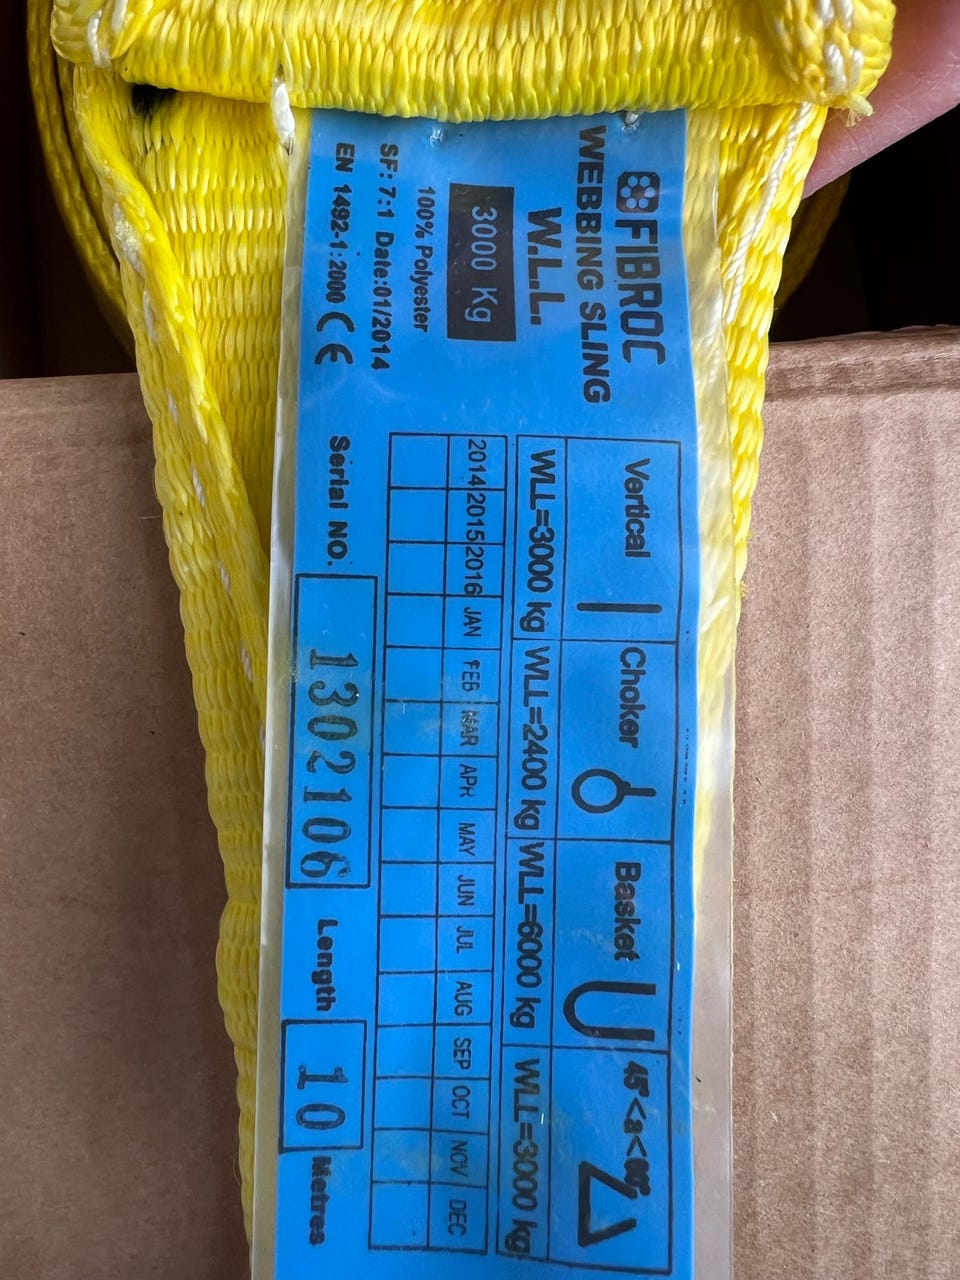 FIBROC
WEBBING SLING
W.L.L.
3000 Kg
100% Polyester
SF: 7:1 Date:01/2014
EN 1492-1:2000 CE
Vertical Choker Basket 45°<a<60°
WLL=3000 kg WLL=2400 kg WLL=6000 kg WLL=3000 kg
2014 2015 2016 JAN FEB MAR APR MAY JUN JUL AUG SEP OCT NOV DEC
Serial NO. 1302106 Length 10 Metres